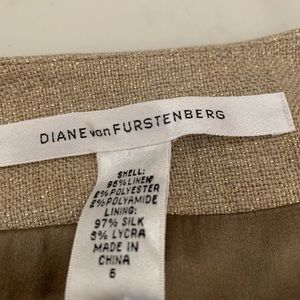 DIANE von FURSTENBERG
SHELL:
96% LINEN
2% POLYESTER
2% POLYAMIDE
LINING:
97% SILK
3% LYCRA
MADE IN
CHINA
6